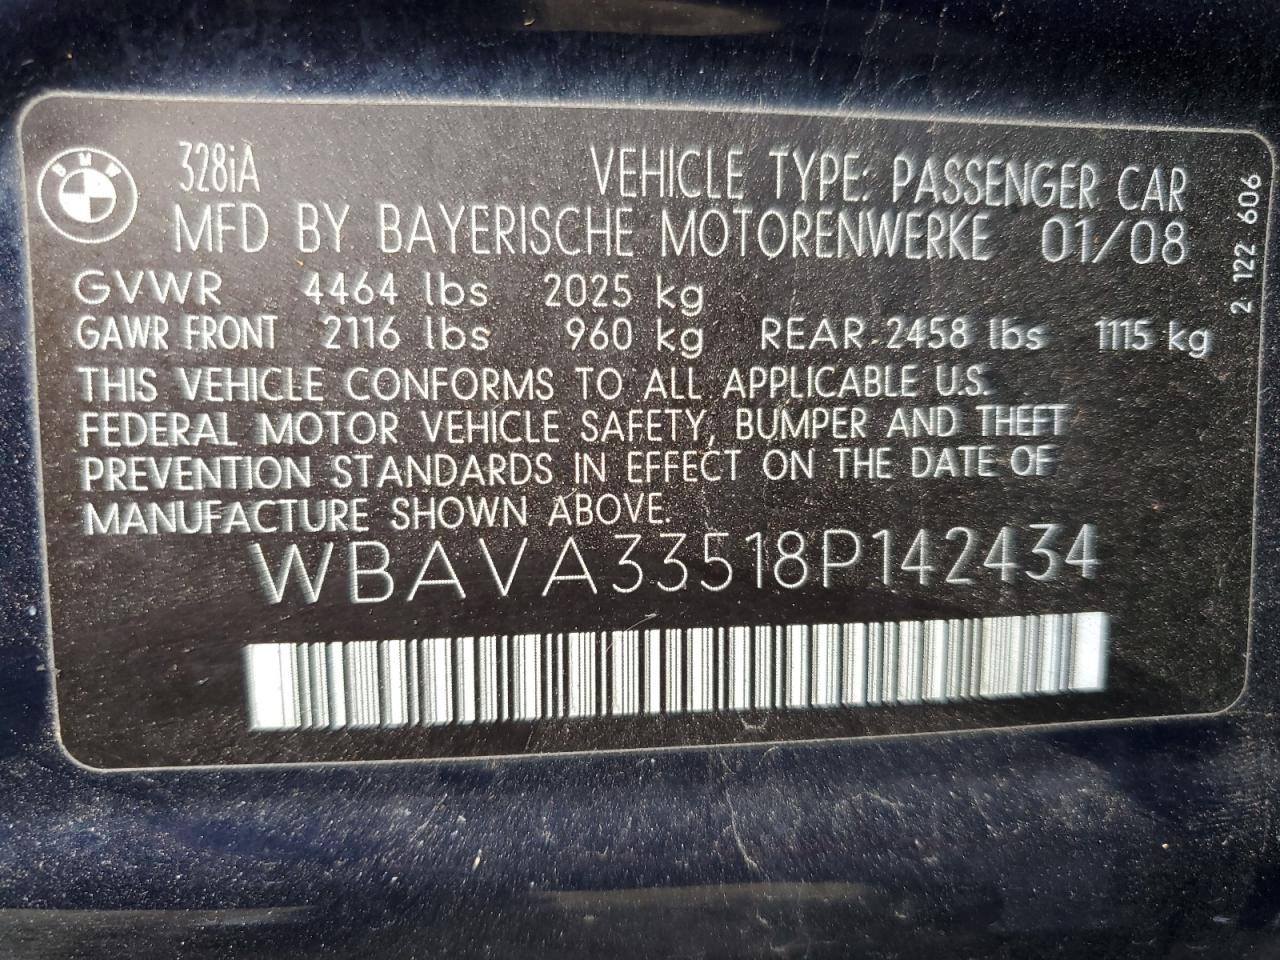 BMW
328iA VEHICLE TYPE: PASSENGER CAR
MFD BY BAYERISCHE MOTORENWERKE 01/08
GVWR 4464 lbs 2025 kg
GAWR FRONT 2116 lbs 960 kg REAR 2458 lbs 1115 kg
THIS VEHICLE CONFORMS TO ALL APPLICABLE U.S.
FEDERAL MOTOR VEHICLE SAFETY, BUMPER AND THEFT
PREVENTION STANDARDS IN EFFECT ON THE DATE OF
MANUFACTURE SHOWN ABOVE.
WBAVA33518P142434
2 122 606